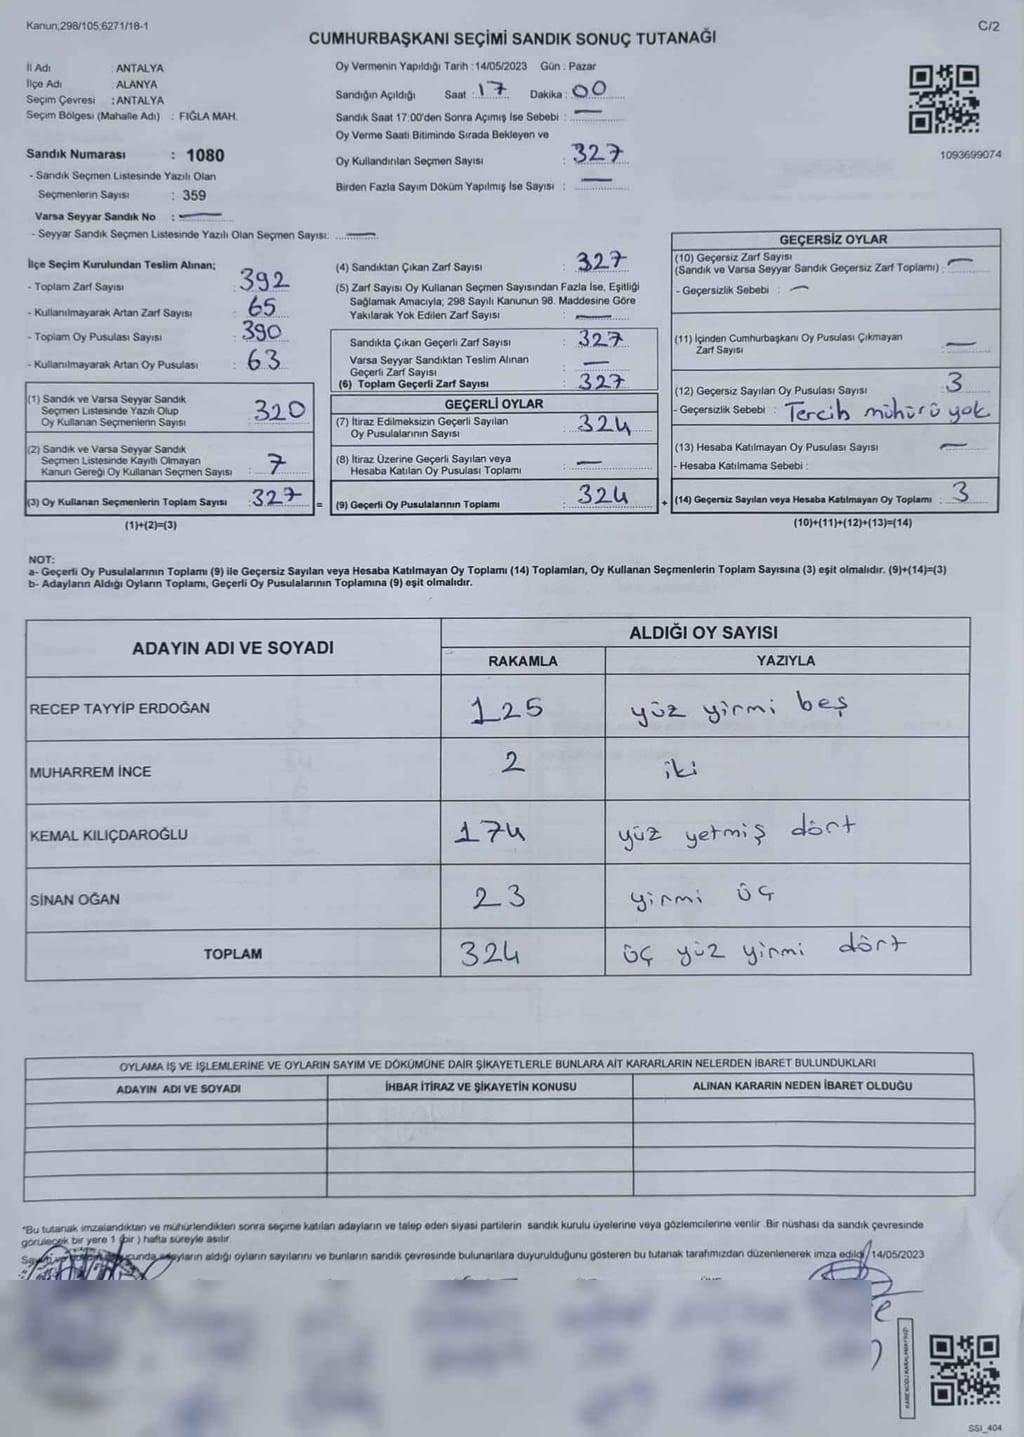 Kanun;298/105;6271/18-1
C/2
CUMHURBAŞKANI SEÇİMİ SANDIK SONUÇ TUTANAĞI
İl Adı : ANTALYA
İlçe Adı : ALANYA
Seçim Çevresi : ANTALYA
Seçim Bölgesi (Mahalle Adı) : FIĞLA MAH.
Sandık Numarası : 1080
- Sandık Seçmen Listesinde Yazılı Olan
Seçmenlerin Sayısı : 359
Varsa Seyyar Sandık No : —
- Seyyar Sandık Seçmen Listesinde Yazılı Olan Seçmen Sayısı: —
Oy Vermenin Yapıldığı Tarih : 14/05/2023 Gün : Pazar
Sandığın Açıldığı Saat : 17 Dakika : 00
Sandık Saat 17:00'den Sonra Açımış İse Sebebi : —
Oy Verme Saati Bitiminde Sırada Bekleyen ve
Oy Kullandırılan Seçmen Sayısı : 327
Birden Fazla Sayım Döküm Yapılmış İse Sayısı : —
1093699074
İlçe Seçim Kurulundan Teslim Alınan;
- Toplam Zarf Sayısı : 392
- Kullanılmayarak Artan Zarf Sayısı : 65
- Toplam Oy Pusulası Sayısı : 390
- Kullanılmayarak Artan Oy Pusulası : 63
(1) Sandık ve Varsa Seyyar Sandık
Seçmen Listesinde Yazılı Olup
Oy Kullanan Seçmenlerin Sayısı : 320
(2) Sandık ve Varsa Seyyar Sandık
Seçmen Listesinde Kayıtlı Olmayan
Kanun Gereği Oy Kullanan Seçmen Sayısı : 7
(3) Oy Kullanan Seçmenlerin Toplam Sayısı : 327 =
(1)+(2)=(3)
(4) Sandıktan Çıkan Zarf Sayısı : 327
(5) Zarf Sayısı Oy Kullanan Seçmen Sayısından Fazla İse, Eşitliği
Sağlamak Amacıyla; 298 Sayılı Kanunun 98. Maddesine Göre
Yakılarak Yok Edilen Zarf Sayısı : —
Sandıkta Çıkan Geçerli Zarf Sayısı : 327
Varsa Seyyar Sandıktan Teslim Alınan
Geçerli Zarf Sayısı : —
(6) Toplam Geçerli Zarf Sayısı : 327
GEÇERLİ OYLAR
(7) İtiraz Edilmeksizin Geçerli Sayılan
Oy Pusulalarının Sayısı : 324
(8) İtiraz Üzerine Geçerli Sayılan veya
Hesaba Katılan Oy Pusulası Toplamı : —
(9) Geçerli Oy Pusulalarının Toplamı : 324 +
GEÇERSİZ OYLAR
(10) Geçersiz Zarf Sayısı
(Sandık ve Varsa Seyyar Sandık Geçersiz Zarf Toplamı) : —
- Geçersizlik Sebebi : —
(11) İçinden Cumhurbaşkanı Oy Pusulası Çıkmayan
Zarf Sayısı : —
(12) Geçersiz Sayılan Oy Pusulası Sayısı : 3
- Geçersizlik Sebebi : Tercih mühürü yok
(13) Hesaba Katılmayan Oy Pusulası Sayısı : —
- Hesaba Katılmama Sebebi :
(14) Geçersiz Sayılan veya Hesaba Katılmayan Oy Toplamı : 3
(10)+(11)+(12)+(13)=(14)
NOT:
a- Geçerli Oy Pusulalarının Toplamı (9) ile Geçersiz Sayılan veya Hesaba Katılmayan Oy Toplamı (14) Toplamları, Oy Kullanan Seçmenlerin Toplam Sayısına (3) eşit olmalıdır. (9)+(14)=(3)
b- Adayların Aldığı Oyların Toplamı, Geçerli Oy Pusulalarının Toplamına (9) eşit olmalıdır.
ADAYIN ADI VE SOYADI
ALDIĞI OY SAYISI
RAKAMLA YAZIYLA
RECEP TAYYİP ERDOĞAN 125 yüz yirmi beş
MUHARREM İNCE 2 iki
KEMAL KILIÇDAROĞLU 174 yüz yetmiş dört
SİNAN OĞAN 23 yirmi üç
TOPLAM 324 üç yüz yirmi dört
OYLAMA İŞ VE İŞLEMLERİNE VE OYLARIN SAYIM VE DÖKÜMÜNE DAİR ŞİKAYETLERLE BUNLARA AİT KARARLARIN NELERDEN İBARET BULUNDUKLARI
ADAYIN ADI VE SOYADI İHBAR İTİRAZ VE ŞİKAYETİN KONUSU ALINAN KARARIN NEDEN İBARET OLDUĞU
*Bu tutanak imzalandıktan ve mühürlendikten sonra seçime katılan adayların ve talep eden siyasi partilerin sandık kurulu üyelerine veya gözlemcilerine verilir .Bir nüshası da sandık çevresinde
görülecek bir yere 1 (bir ) hafta süreyle asılır.
adayların aldığı oyların sayılarını ve bunların sandık çevresinde bulunanlara duyurulduğunu gösteren bu tutanak tarafımızdan düzenlenerek imza edildi 14/05/2023
SSI_404